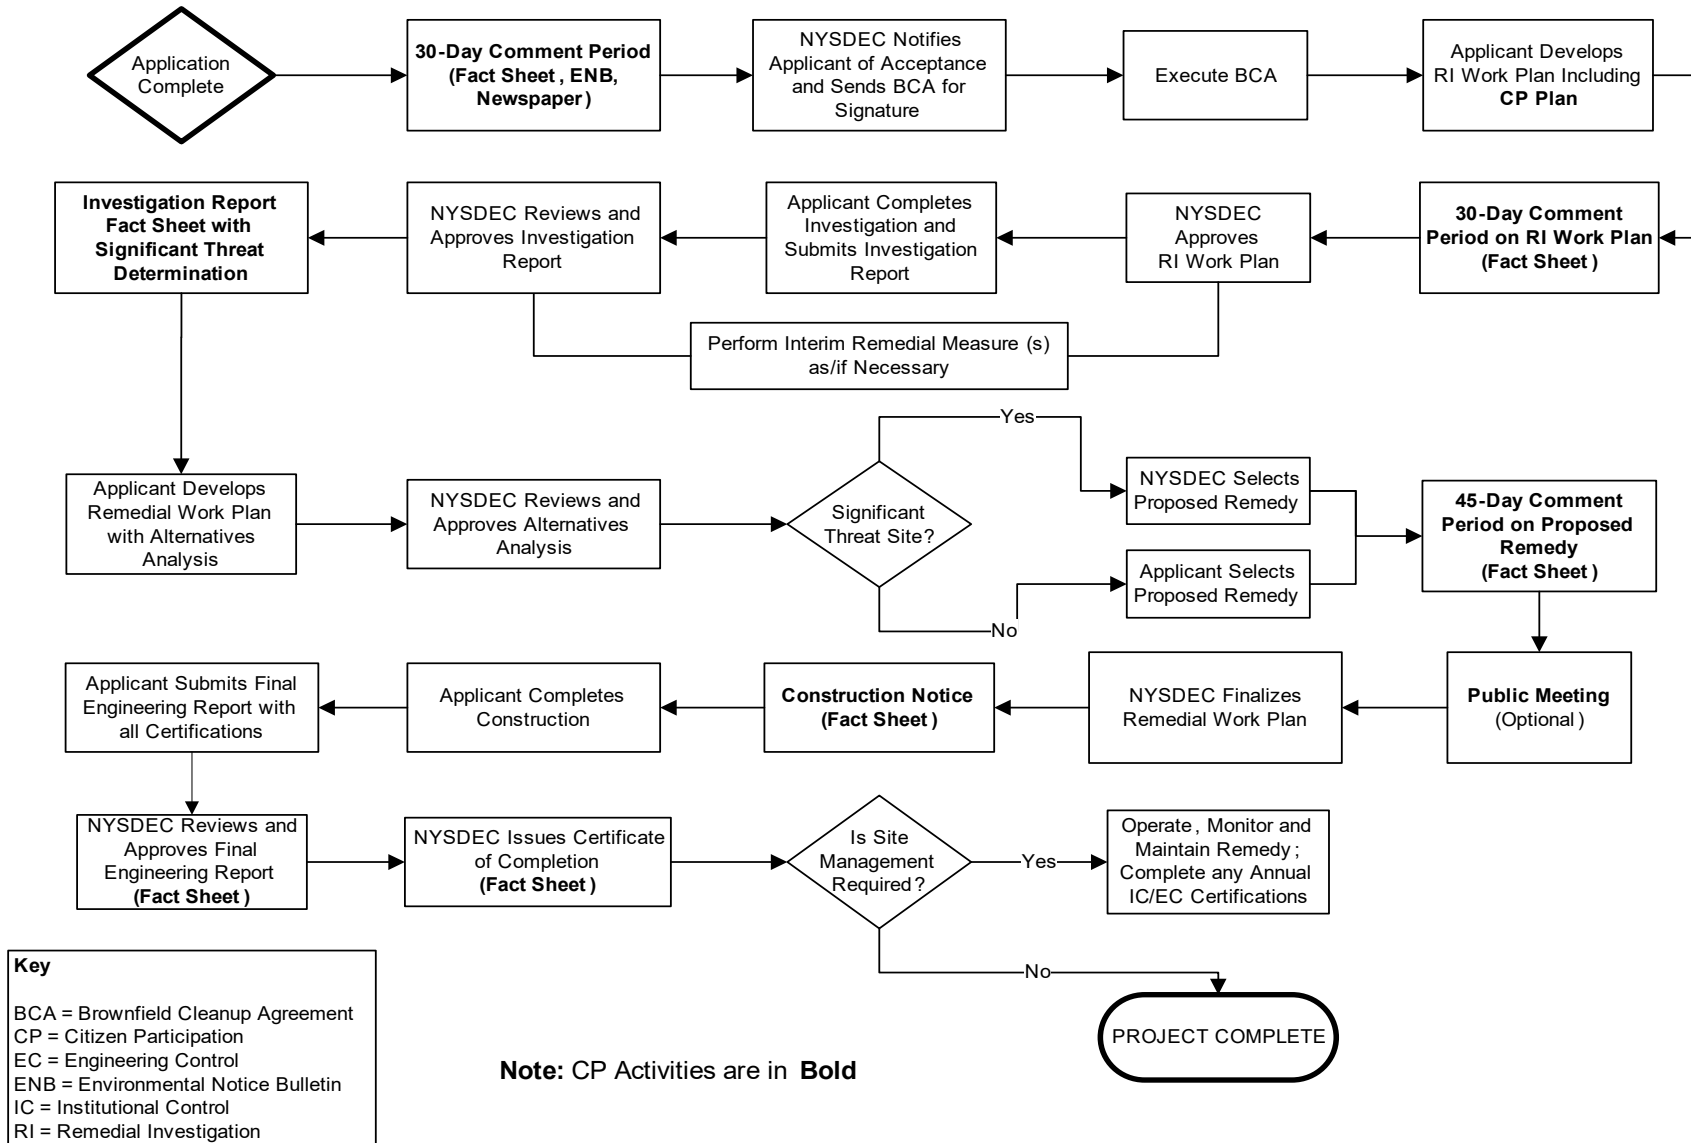 Application
Complete
30-Day Comment Period
(Fact Sheet, ENB,
Newspaper)
NYSDEC Notifies
Applicant of Acceptance
and Sends BCA for
Signature
Execute BCA
Applicant Develops
RI Work Plan Including
CP Plan
Investigation Report
Fact Sheet with
Significant Threat
Determination
NYSDEC Reviews and
Approves Investigation
Report
Applicant Completes
Investigation and
Submits Investigation
Report
NYSDEC
Approves
RI Work Plan
30-Day Comment
Period on RI Work Plan
(Fact Sheet)
Perform Interim Remedial Measure (s)
as/if Necessary
Applicant Develops
Remedial Work Plan
with Alternatives
Analysis
NYSDEC Reviews and
Approves Alternatives
Analysis
Significant
Threat Site?
Yes
No
NYSDEC Selects
Proposed Remedy
Applicant Selects
Proposed Remedy
45-Day Comment
Period on Proposed
Remedy
(Fact Sheet)
Applicant Submits Final
Engineering Report with
all Certifications
Applicant Completes
Construction
Construction Notice
(Fact Sheet)
NYSDEC Finalizes
Remedial Work Plan
Public Meeting
(Optional)
NYSDEC Reviews and
Approves Final
Engineering Report
(Fact Sheet)
NYSDEC Issues Certificate
of Completion
(Fact Sheet)
Is Site
Management
Required?
Yes
Operate, Monitor and
Maintain Remedy;
Complete any Annual
IC/EC Certifications
No
PROJECT COMPLETE
Key
BCA = Brownfield Cleanup Agreement
CP = Citizen Participation
EC = Engineering Control
ENB = Environmental Notice Bulletin
IC = Institutional Control
RI = Remedial Investigation
Note: CP Activities are in Bold